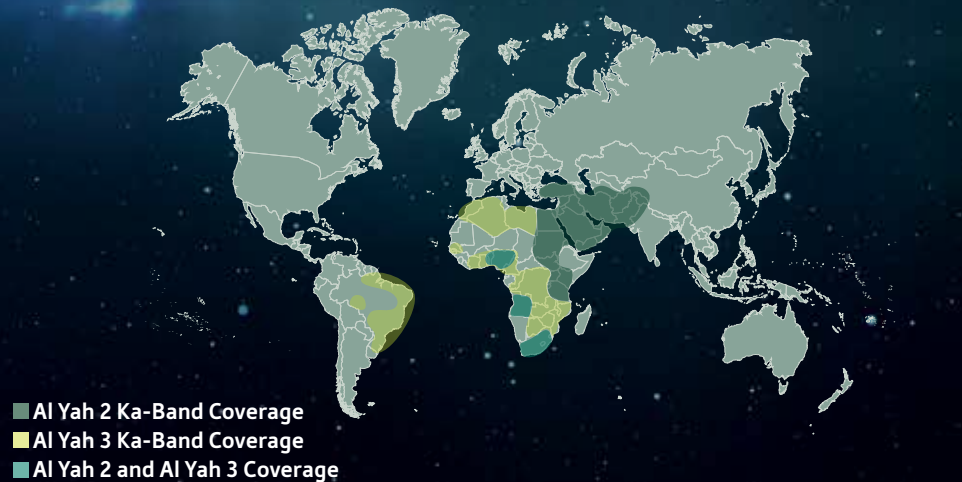 Al Yah 2 Ka-Band Coverage
Al Yah 3 Ka-Band Coverage
Al Yah 2 and Al Yah 3 Coverage